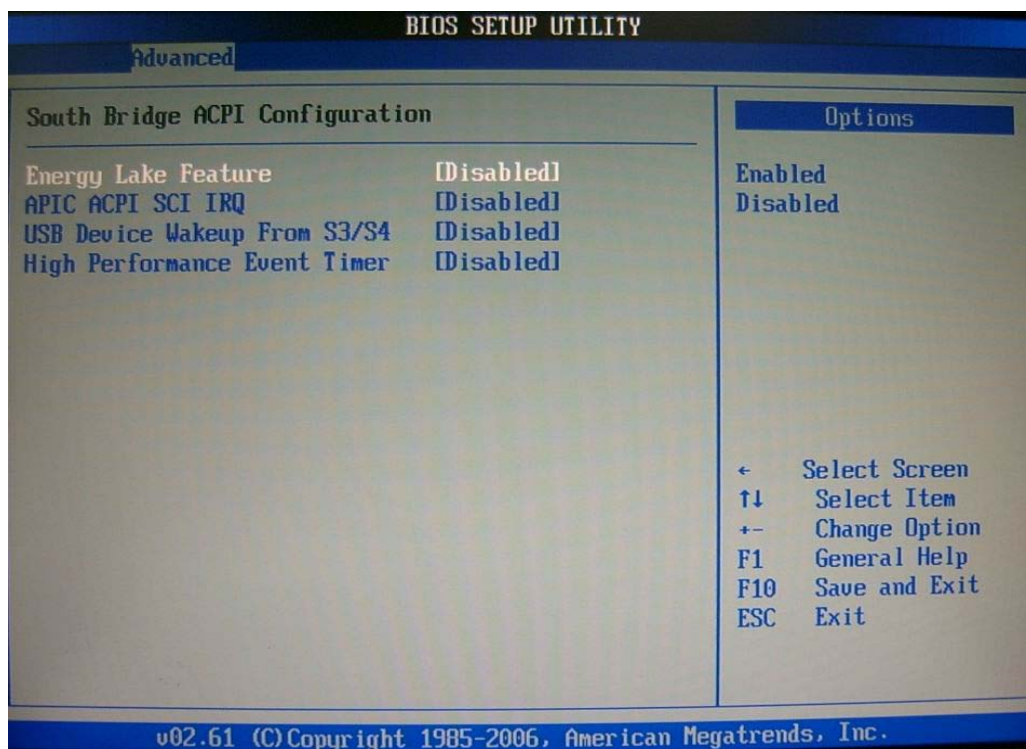 BIOS SETUP UTILITY
Advanced
South Bridge ACPI Configuration
Energy Lake Feature [Disabled]
APIC ACPI SCI IRQ [Disabled]
USB Device Wakeup From S3/S4 [Disabled]
High Performance Event Timer [Disabled]
Options
Enabled
Disabled
← Select Screen
↑↓ Select Item
+- Change Option
F1 General Help
F10 Save and Exit
ESC Exit
v02.61 (C)Copyright 1985-2006, American Megatrends, Inc.